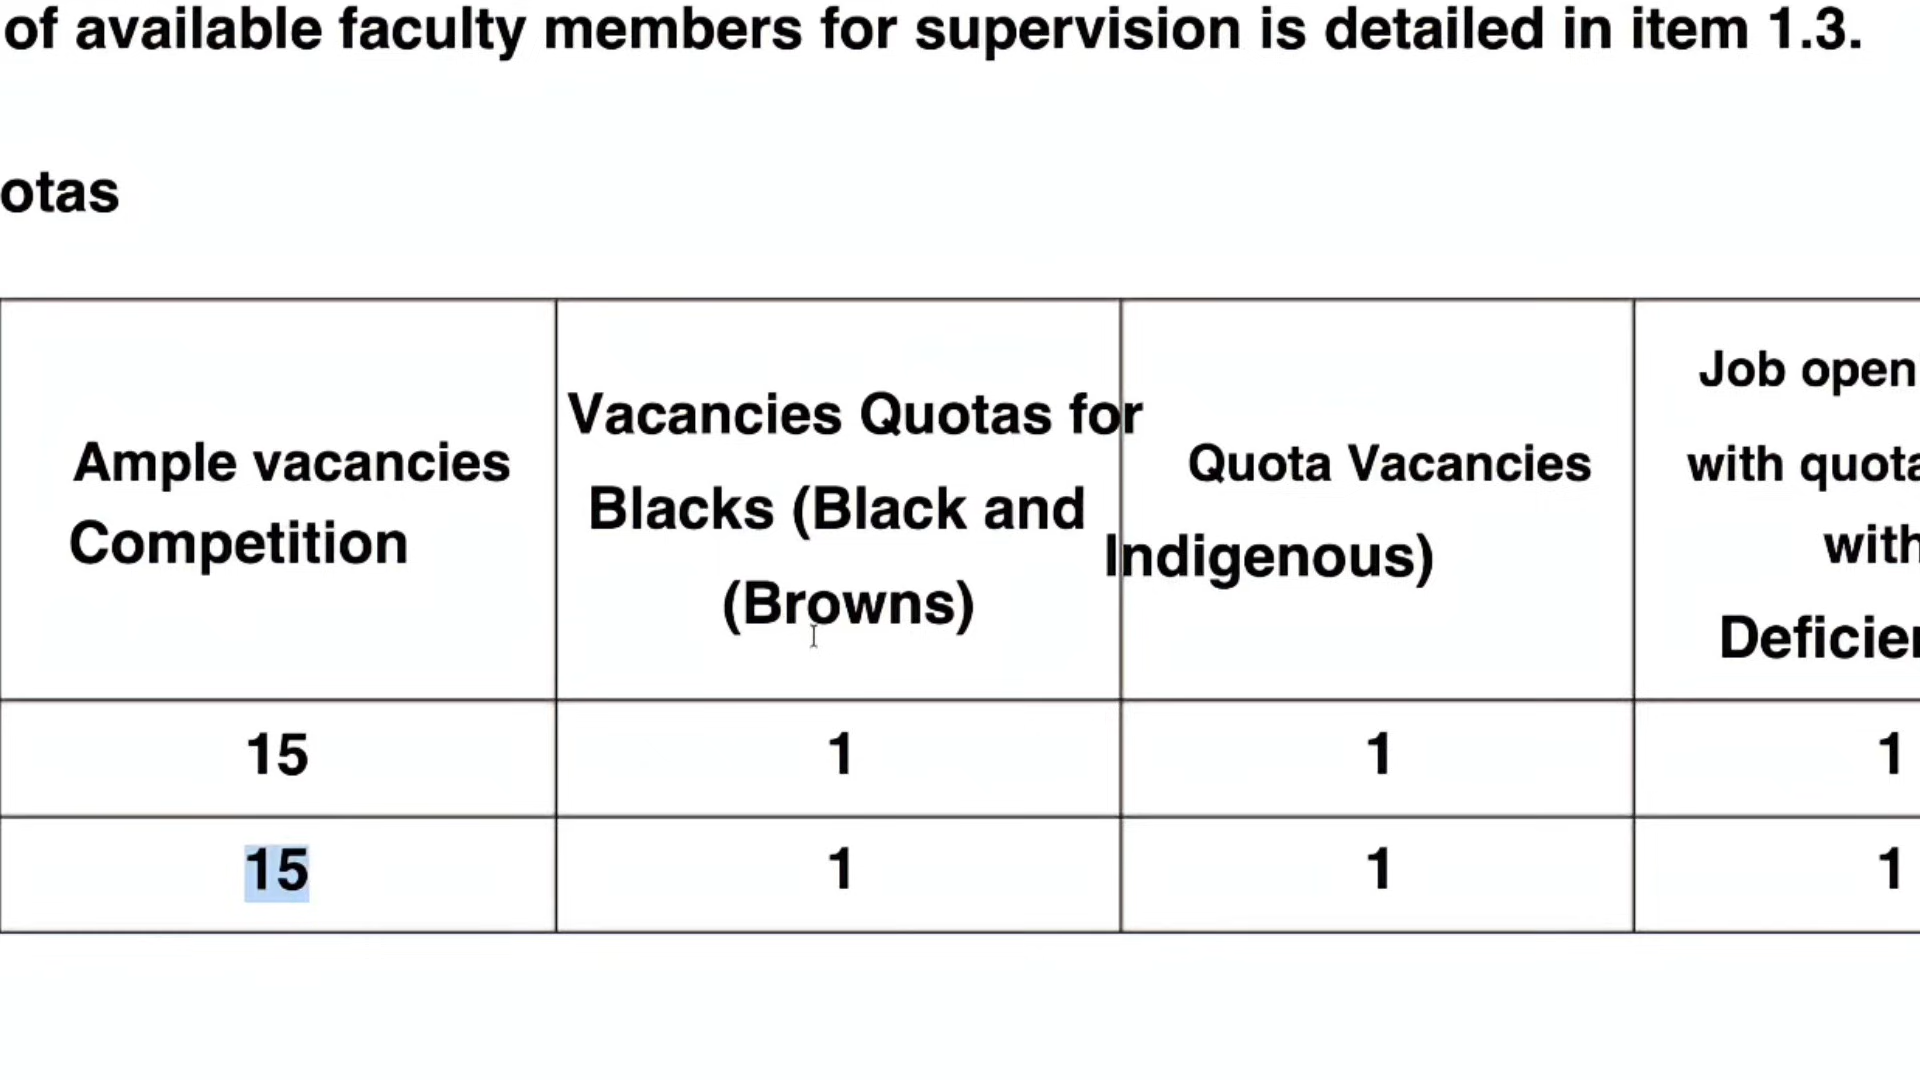 of available faculty members for supervision is detailed in item 1.3.
otas
Ample vacancies
Competition
Vacancies Quotas for
Blacks (Black and
(Browns)
Quota Vacancies
Indigenous)
Job open
with quota
with
Deficien
15
1
1
1
15
1
1
1